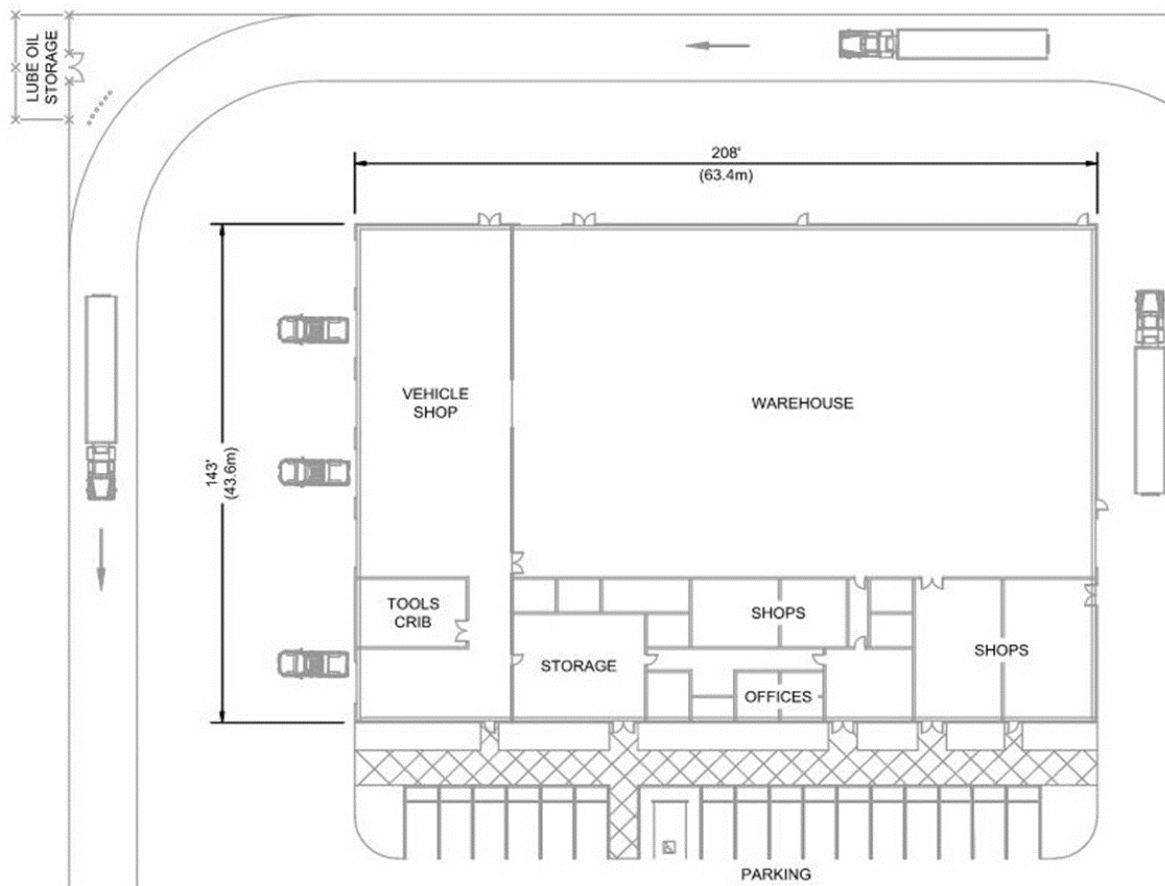 LUBE OIL
STORAGE
208'
(63.4m)
143'
(43.6m)
VEHICLE
SHOP
WAREHOUSE
TOOLS
CRIB
SHOPS
STORAGE
SHOPS
OFFICES
PARKING